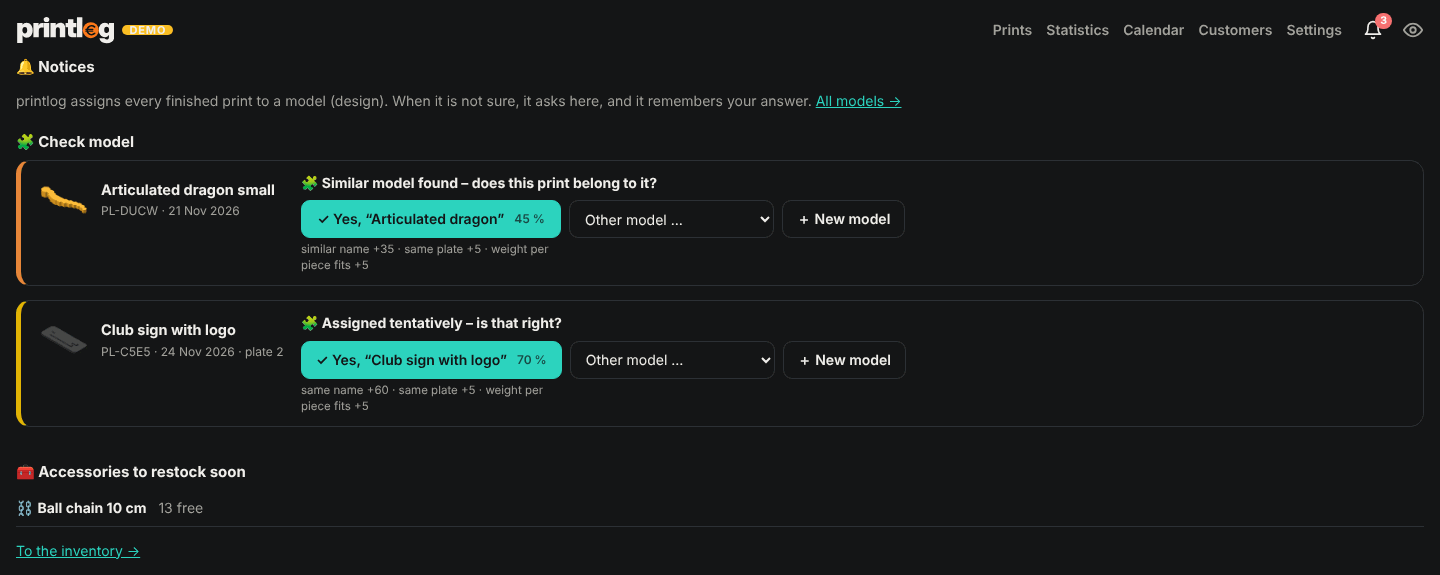 printl€g DEMO Prints Statistics Calendar Customers Settings 3
🔔 Notices
printlog assigns every finished print to a model (design). When it is not sure, it asks here, and it remembers your answer. All models →
🧩 Check model
Articulated dragon small
PL-DUCW · 21 Nov 2026
🧩 Similar model found – does this print belong to it?
✓ Yes, “Articulated dragon” 45 % Other model ... + New model
similar name +35 · same plate +5 · weight per
piece fits +5
Club sign with logo
PL-C5E5 · 24 Nov 2026 · plate 2
🧩 Assigned tentatively – is that right?
✓ Yes, “Club sign with logo” 70 % Other model ... + New model
same name +60 · same plate +5 · weight per
piece fits +5
🧰 Accessories to restock soon
⛓️ Ball chain 10 cm 13 free
To the inventory →